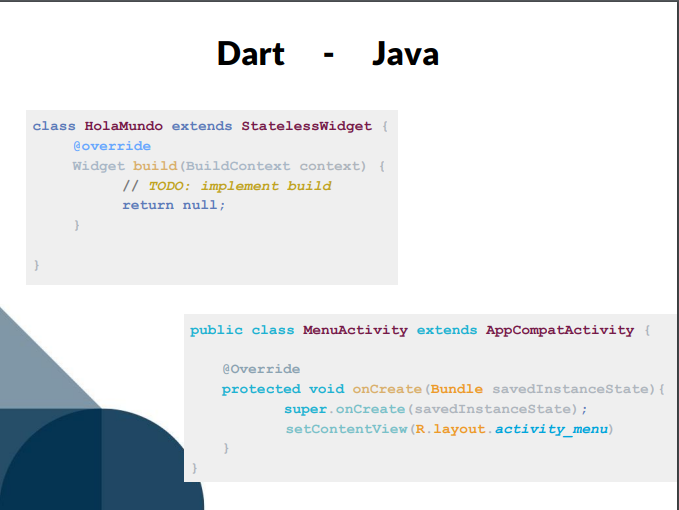 Dart - Java
class HolaMundo extends StatelessWidget {
@override
Widget build(BuildContext context) {
// TODO: implement build
return null;
}
}
public class MenuActivity extends AppCompatActivity {
@Override
protected void onCreate(Bundle savedInstanceState){
super.onCreate(savedInstanceState);
setContentView(R.layout.activity_menu)
}
}